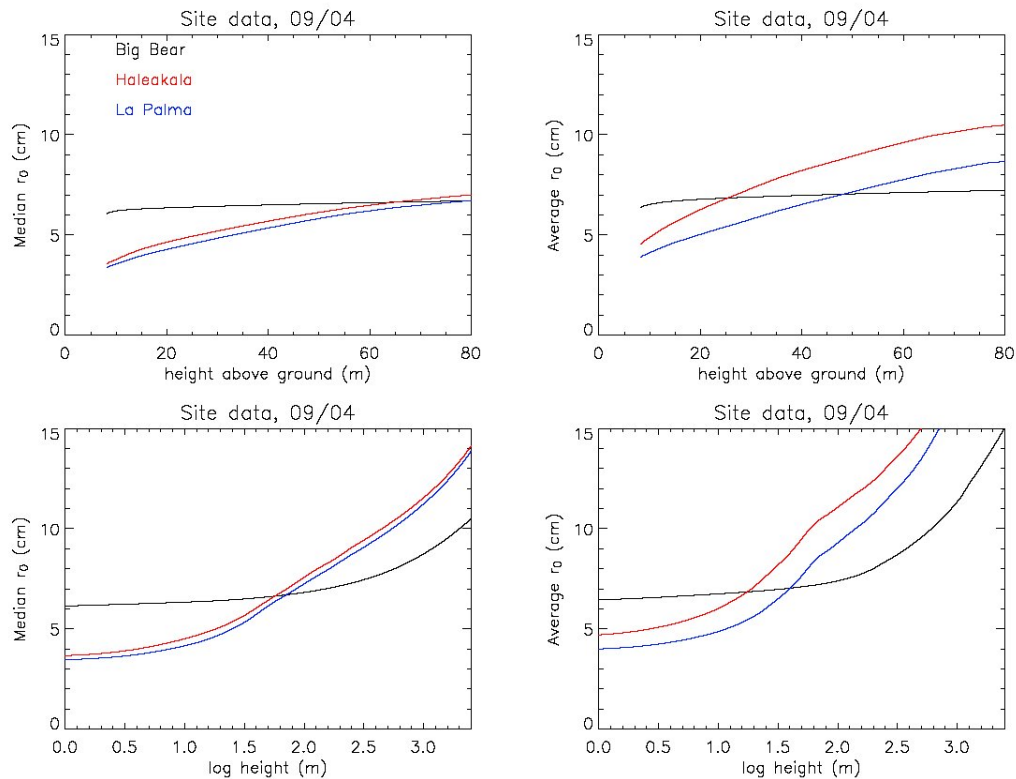 Site data, 09/04
15
10
5
0
Median r0 (cm)
Big Bear
Haleakala
La Palma
0 20 40 60 80
height above ground (m)
Site data, 09/04
15
10
5
0
Average r0 (cm)
0 20 40 60 80
height above ground (m)
Site data, 09/04
15
10
5
0
Median r0 (cm)
0.0 0.5 1.0 1.5 2.0 2.5 3.0
log height (m)
Site data, 09/04
15
10
5
0
Average r0 (cm)
0.0 0.5 1.0 1.5 2.0 2.5 3.0
log height (m)